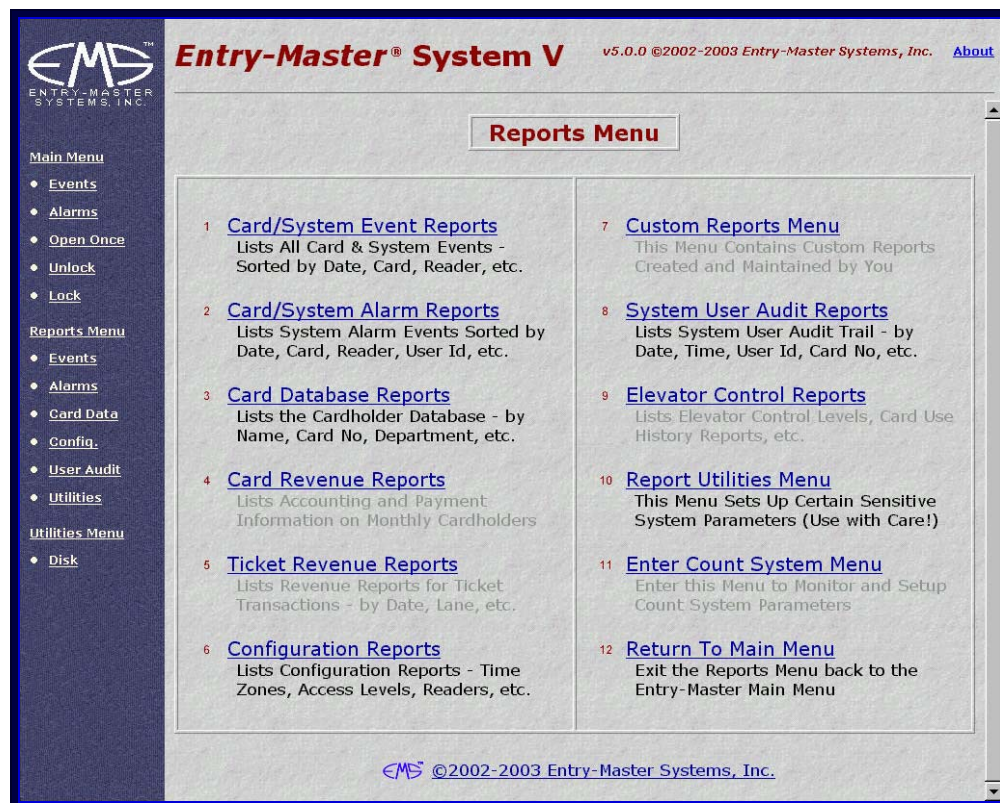 EMS™
ENTRY-MASTER
SYSTEMS, INC.
Entry-Master® System V
v5.0.0 ©2002-2003 Entry-Master Systems, Inc.
About
Main Menu
Events
Alarms
Open Once
Unlock
Lock
Reports Menu
Events
Alarms
Card Data
Config.
User Audit
Utilities
Utilities Menu
Disk
Reports Menu
1 Card/System Event Reports
Lists All Card & System Events -
Sorted by Date, Card, Reader, etc.
2 Card/System Alarm Reports
Lists System Alarm Events Sorted by
Date, Card, Reader, User Id, etc.
3 Card Database Reports
Lists the Cardholder Database - by
Name, Card No, Department, etc.
4 Card Revenue Reports
Lists Accounting and Payment
Information on Monthly Cardholders
5 Ticket Revenue Reports
Lists Revenue Reports for Ticket
Transactions - by Date, Lane, etc.
6 Configuration Reports
Lists Configuration Reports - Time
Zones, Access Levels, Readers, etc.
7 Custom Reports Menu
This Menu Contains Custom Reports
Created and Maintained by You
8 System User Audit Reports
Lists System User Audit Trail - by
Date, Time, User Id, Card No, etc.
9 Elevator Control Reports
Lists Elevator Control Levels, Card Use
History Reports, etc.
10 Report Utilities Menu
This Menu Sets Up Certain Sensitive
System Parameters (Use with Care!)
11 Enter Count System Menu
Enter this Menu to Monitor and Setup
Count System Parameters
12 Return To Main Menu
Exit the Reports Menu back to the
Entry-Master Main Menu
EMS™ ©2002-2003 Entry-Master Systems, Inc.